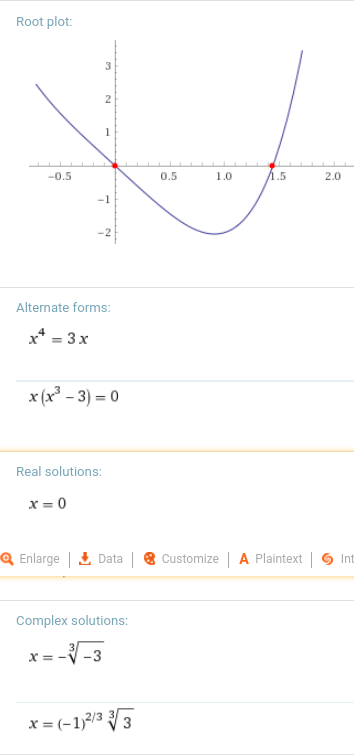 Root plot:
3
2
1
−0.5 0.5 1.0 1.5 2.0
−1
−2
Alternate forms:
x⁴ = 3 x
x (x³ − 3) = 0
Real solutions:
x = 0
Enlarge | Data | Customize | A Plaintext | Int
Complex solutions:
x = −∛−3
x = (−1)^2/3 ∛3